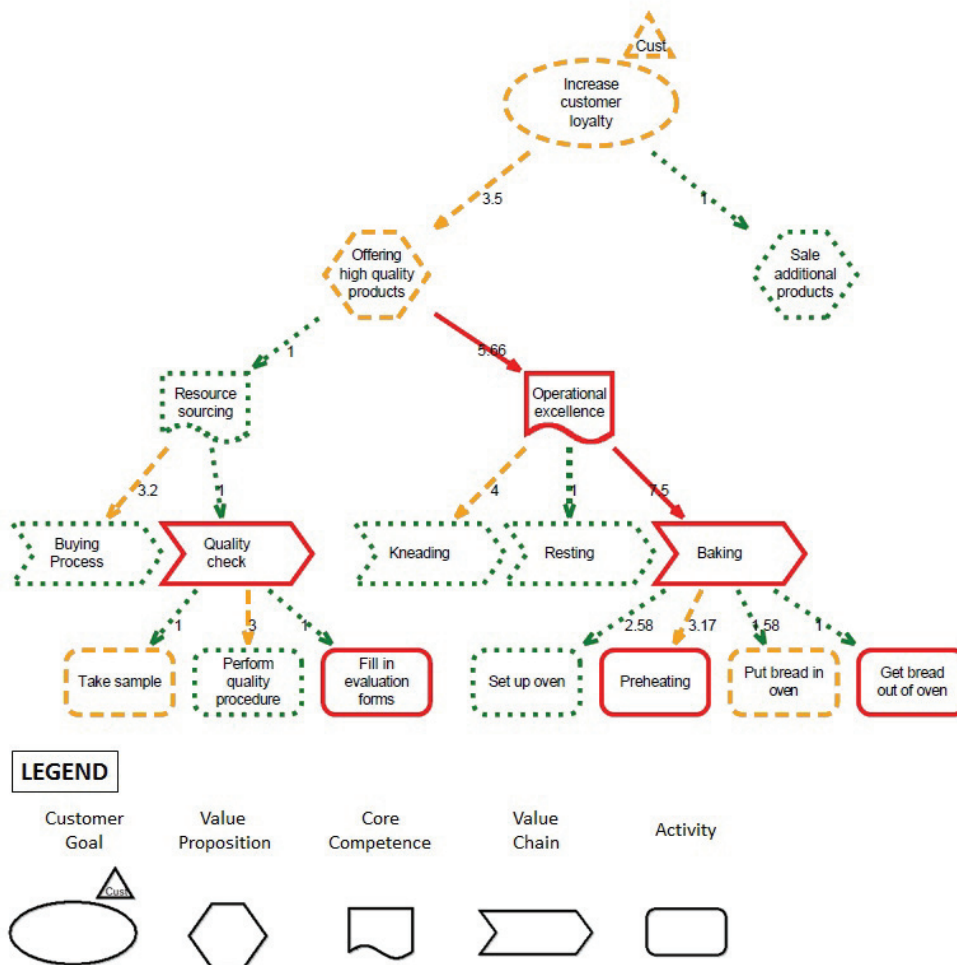 Cust
Increase
customer
loyalty
3.5
1
Offering
high quality
products
Sale
additional
products
1
5.66
Resource
sourcing
Operational
excellence
3.2
1
4
1
7.5
Buying
Process
Quality
check
Kneading
Resting
Baking
1
3
1
2.58
3.17
1.58
1
Take sample
Perform
quality
procedure
Fill in
evaluation
forms
Set up oven
Preheating
Put bread in
oven
Get bread
out of oven
LEGEND
Customer
Goal
Value
Proposition
Core
Competence
Value
Chain
Activity
Cust